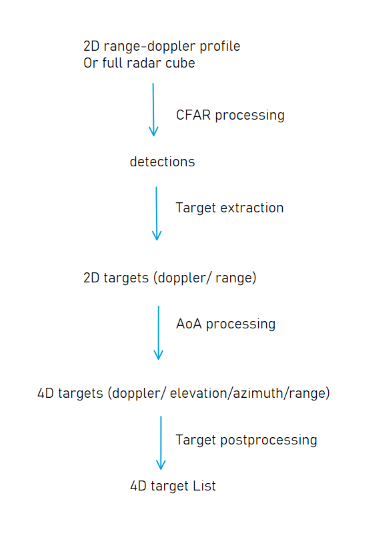 2D range-doppler profile
Or full radar cube
CFAR processing
detections
Target extraction
2D targets (doppler/ range)
AoA processing
4D targets (doppler/ elevation/azimuth/range)
Target postprocessing
4D target List